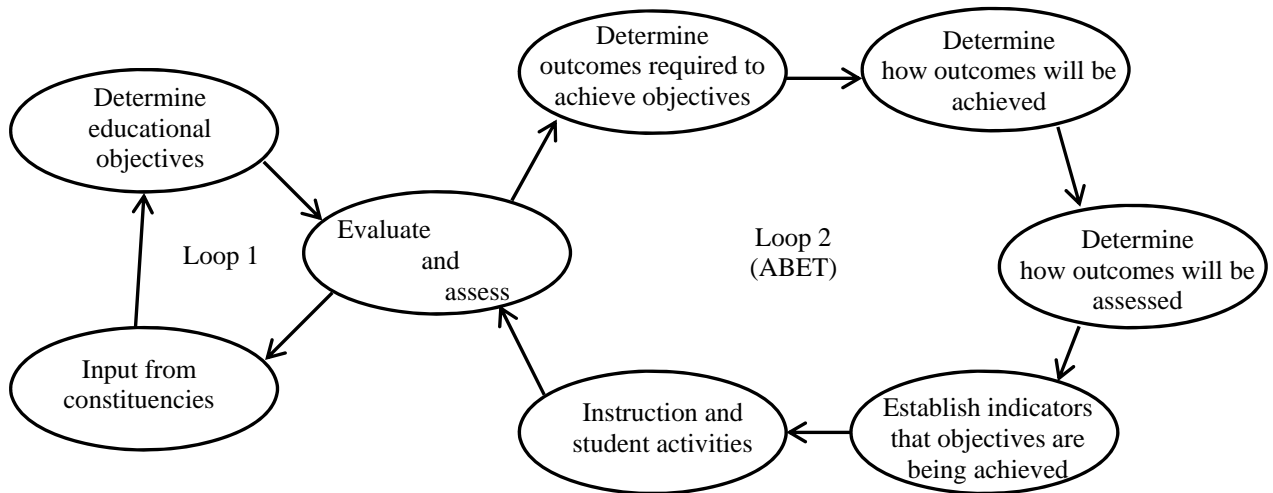 Determine
outcomes required to
achieve objectives
Determine
how outcomes will be
achieved
Determine
educational
objectives
Evaluate
and
assess
Loop 1
Loop 2
(ABET)
Determine
how outcomes will be
assessed
Input from
constituencies
Instruction and
student activities
Establish indicators
that objectives are
being achieved